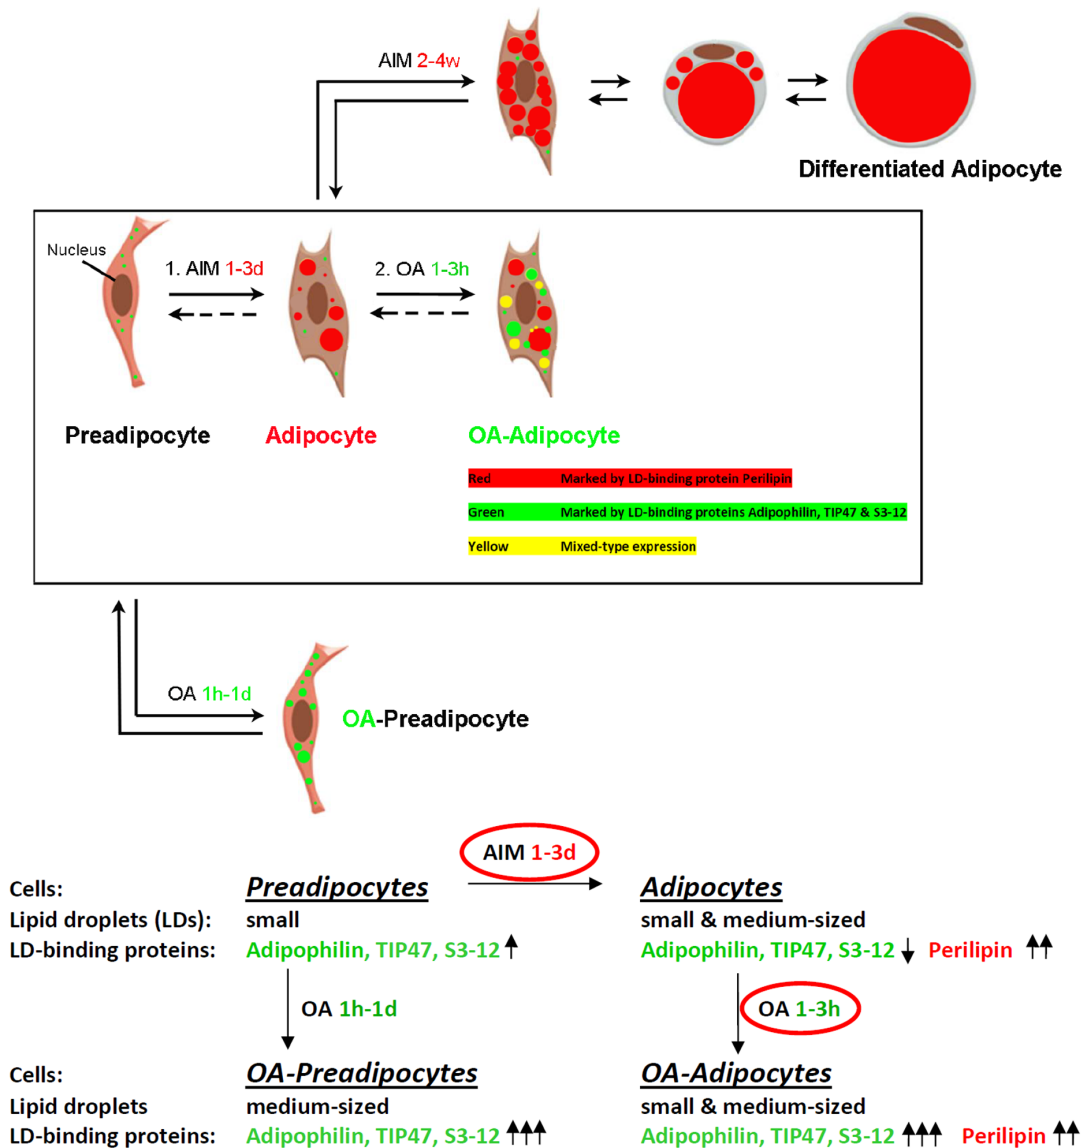 AIM 2-4w
Differentiated Adipocyte
Nucleus
1. AIM 1-3d
2. OA 1-3h
Preadipocyte
Adipocyte
OA-Adipocyte
Red Marked by LD-binding protein Perilipin
Green Marked by LD-binding proteins Adipophilin, TIP47 & S3-12
Yellow Mixed-type expression
OA 1h-1d
OA-Preadipocyte
AIM 1-3d
Cells: Preadipocytes Adipocytes
Lipid droplets (LDs): small small & medium-sized
LD-binding proteins: Adipophilin, TIP47, S3-12 Adipophilin, TIP47, S3-12 Perilipin
OA 1h-1d OA 1-3h
Cells: OA-Preadipocytes OA-Adipocytes
Lipid droplets medium-sized small & medium-sized
LD-binding proteins: Adipophilin, TIP47, S3-12 Adipophilin, TIP47, S3-12 Perilipin